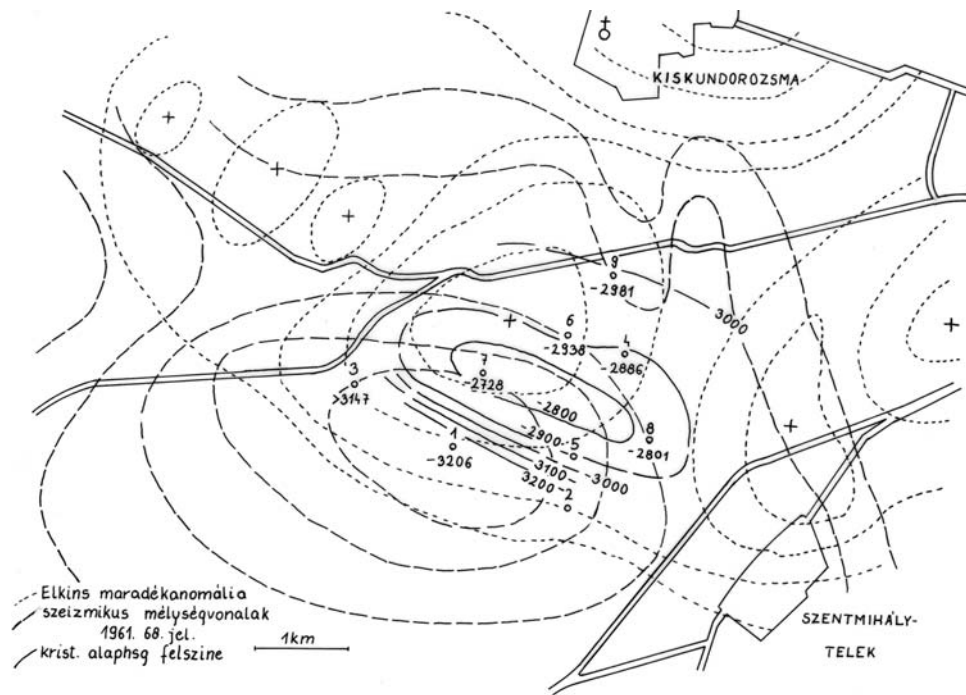 KISKUNDOROZSMA
9
-2981
3000
6
-2938
4
-2886
7
-2728
3
>3147
2800
-2900-
5
8
-2801
1
-3206
3100-
-3000
3200-
2
---- Elkins maradékanomália
szeizmikus mélységvonalak
1961. 68. jel.
krist. alaphsg felszine
1km
SZENTMIHÁLY-
TELEK